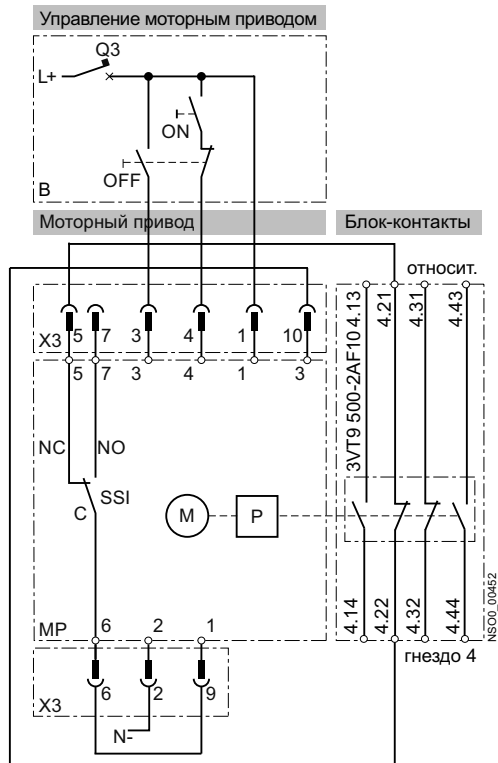 Управление моторным приводом
Q3
L+
ON
OFF
B
Моторный привод
Блок-контакты
относит.
X3
5 7 3 4 1 10
5 7 3 4 1 3
3VT9 500-2AF10 4.13
4.21
4.31
4.43
NC
NO
SSI
C
M
P
4.14
4.22
4.32
4.44
NSO0_00452
MP
6 2 1
гнездо 4
6 2 9
X3
N-